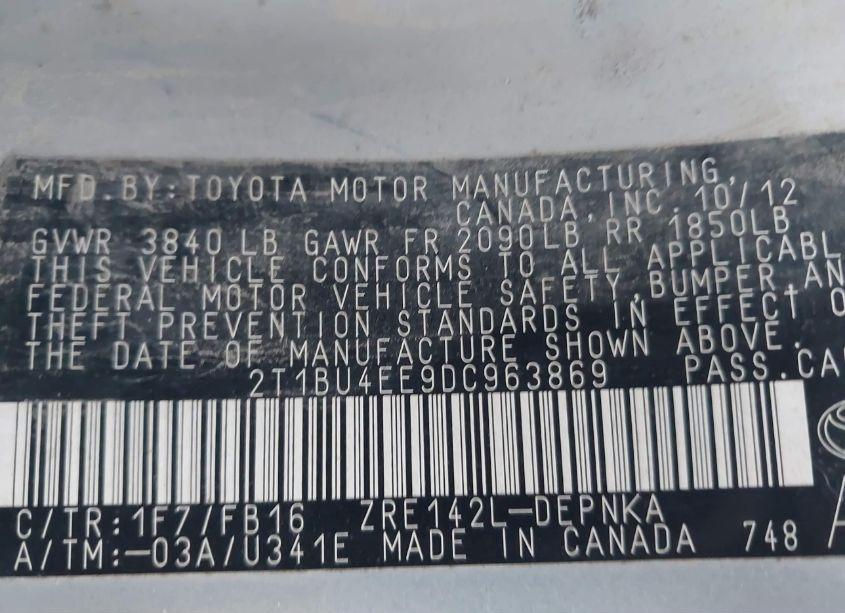 MFD.BY:TOYOTA MOTOR MANUFACTURING,
CANADA,INC.10/12
GVWR 3840 LB GAWR FR 2090LB RR 1850LB
THIS VEHICLE CONFORMS TO ALL APPLICABL
FEDERAL MOTOR VEHICLE SAFETY,BUMPER,AN
THEFT PREVENTION STANDARDS IN EFFECT O
THE DATE OF MANUFACTURE SHOWN ABOVE.
2T1BU4EE9DC963869 PASS.CA
C/TR:1F7/FB16 ZRE142L-DEPNKA
A/TM:-03A/U341E MADE IN CANADA 748